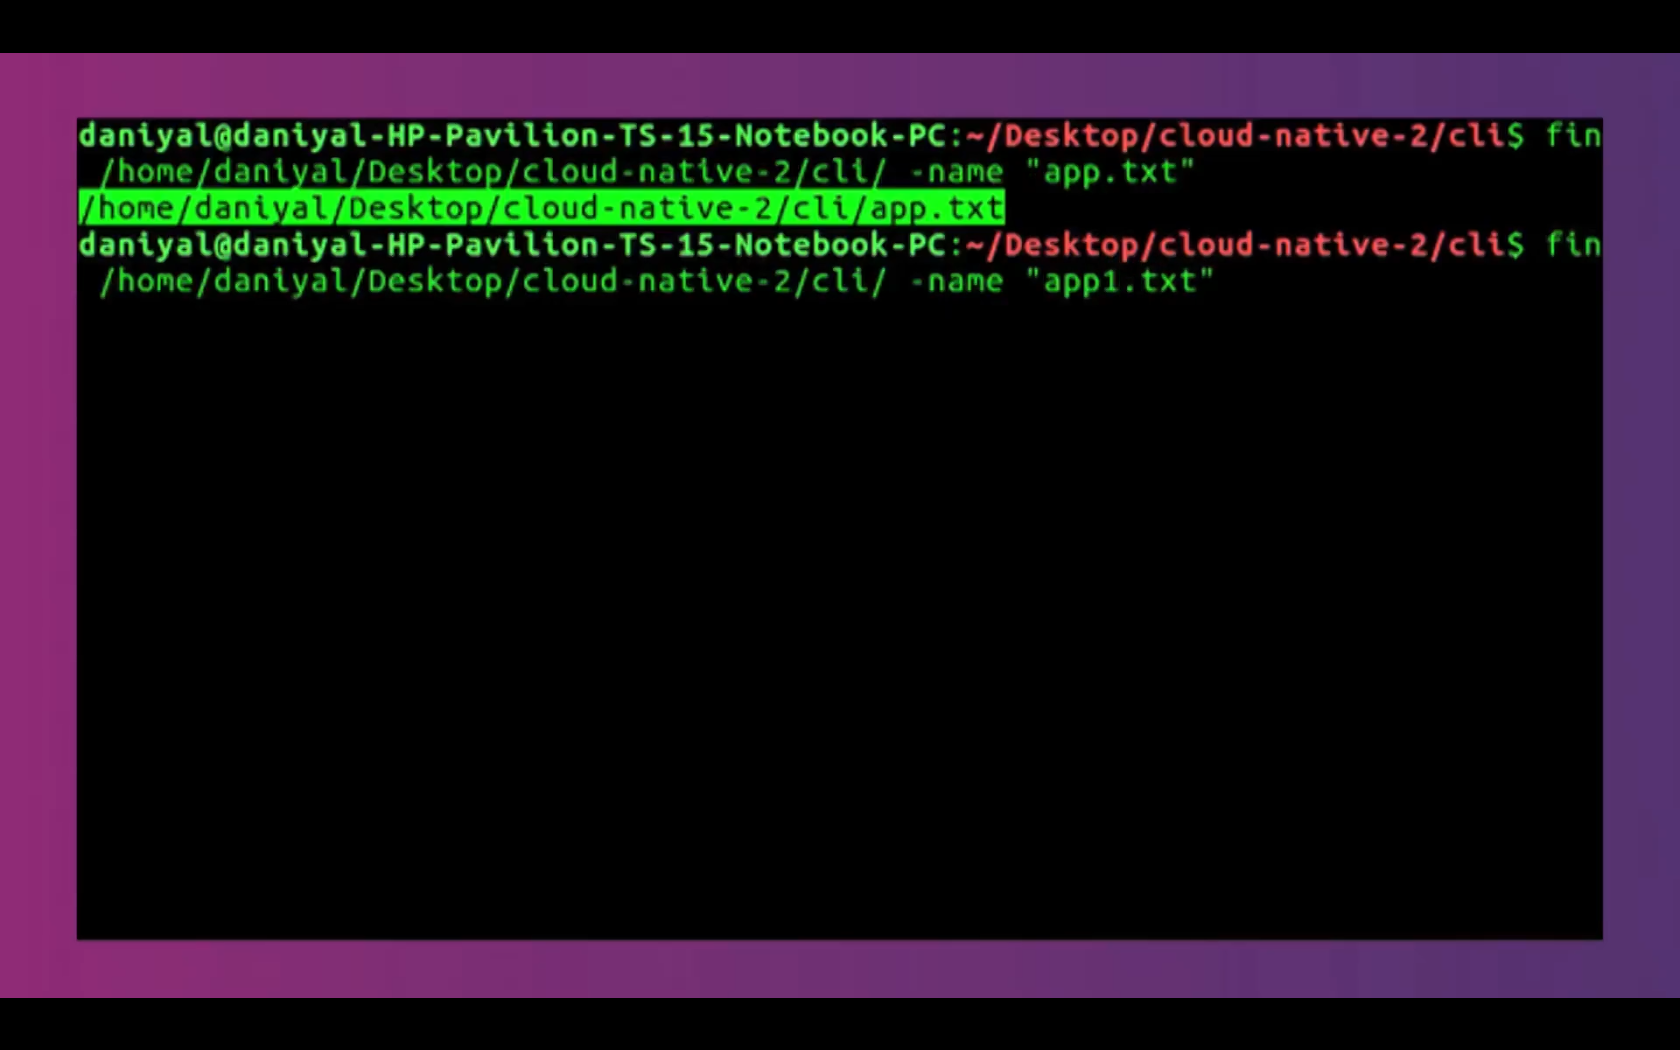 daniyal@daniyal-HP-Pavilion-TS-15-Notebook-PC:~/Desktop/cloud-native-2/cli$ fin
/home/daniyal/Desktop/cloud-native-2/cli/ -name "app.txt"
/home/daniyal/Desktop/cloud-native-2/cli/app.txt
daniyal@daniyal-HP-Pavilion-TS-15-Notebook-PC:~/Desktop/cloud-native-2/cli$ fin
/home/daniyal/Desktop/cloud-native-2/cli/ -name "app1.txt"